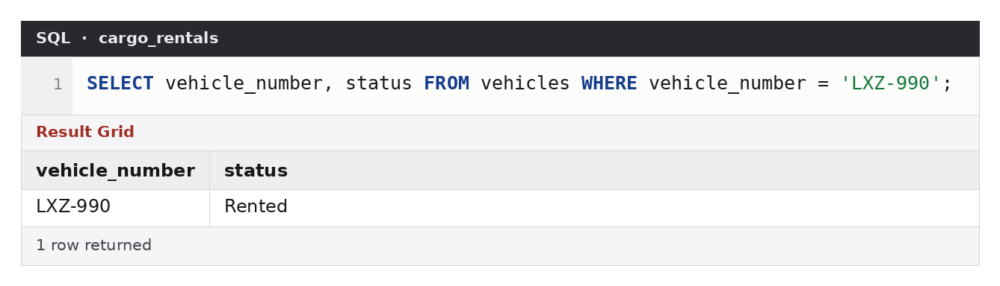 SQL · cargo_rentals
1 SELECT vehicle_number, status FROM vehicles WHERE vehicle_number = 'LXZ-990';
Result Grid
vehicle_number status
LXZ-990 Rented
1 row returned